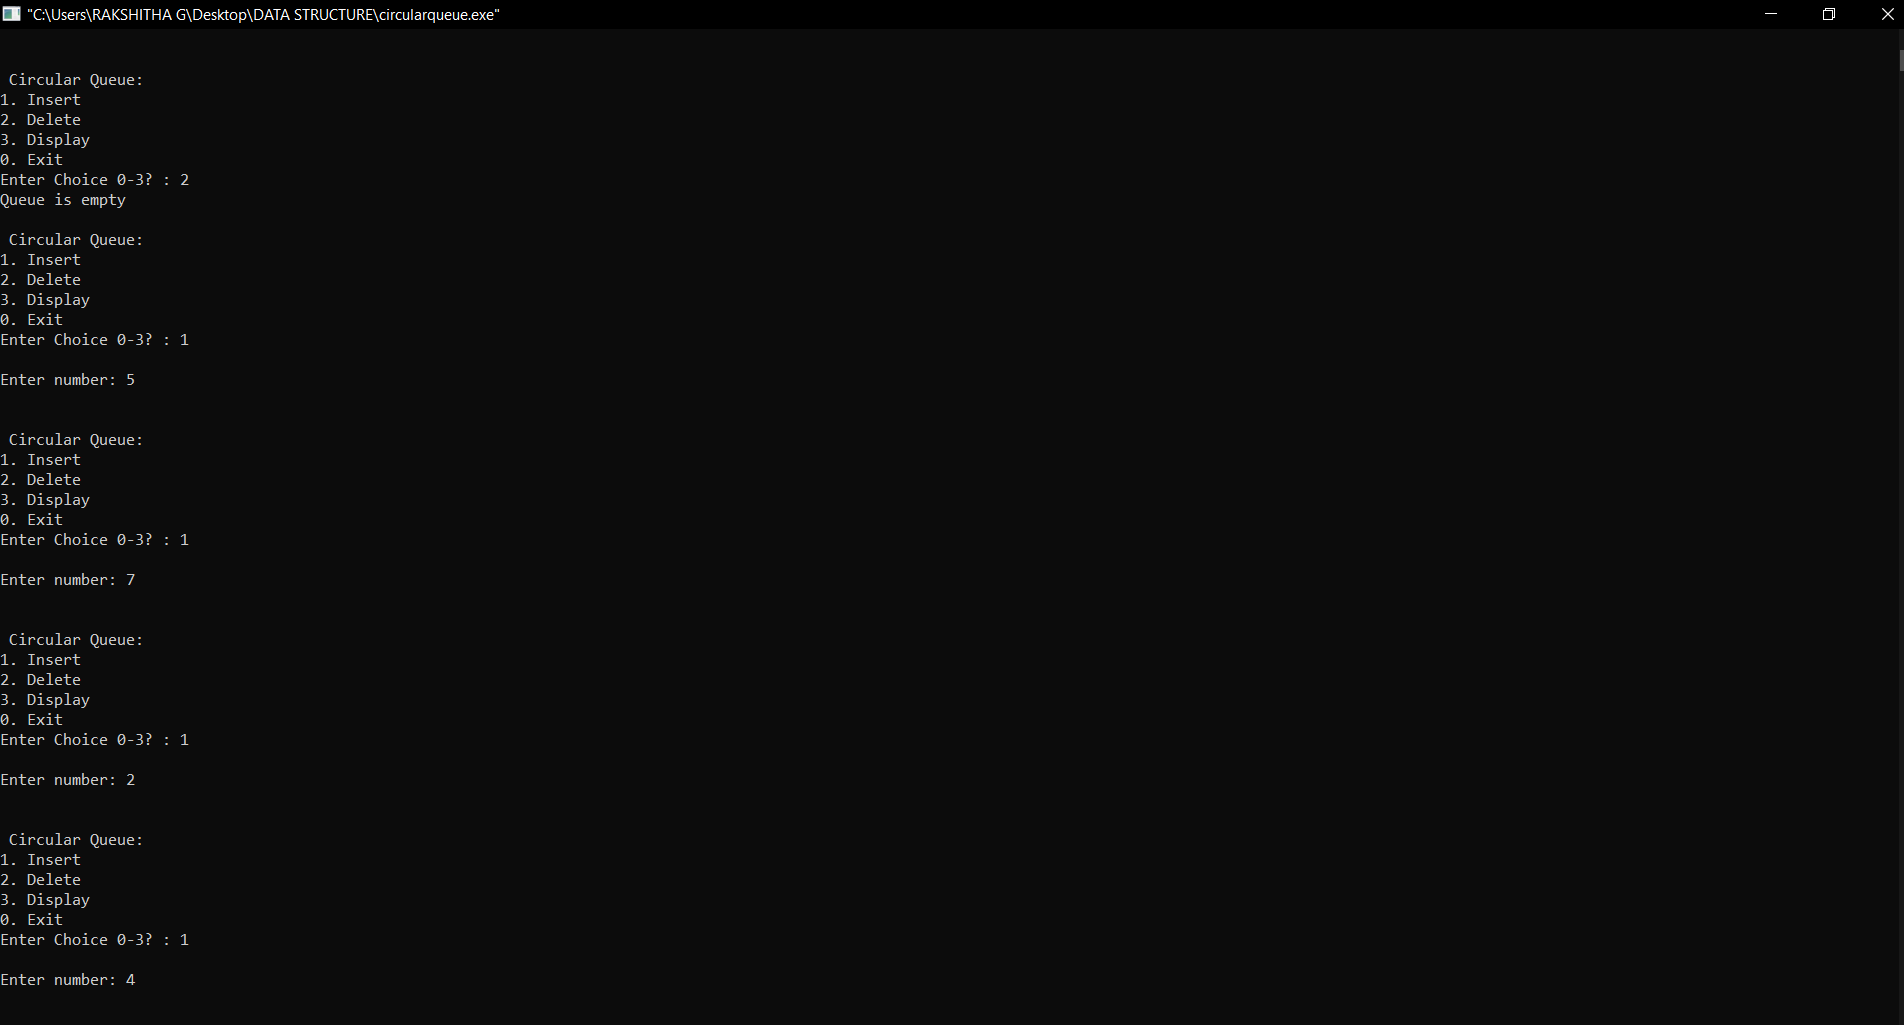 "C:\Users\RAKSHITHA G\Desktop\DATA STRUCTURE\circularqueue.exe"
Circular Queue:
1. Insert
2. Delete
3. Display
0. Exit
Enter Choice 0-3? : 2
Queue is empty
Circular Queue:
1. Insert
2. Delete
3. Display
0. Exit
Enter Choice 0-3? : 1
Enter number: 5
Circular Queue:
1. Insert
2. Delete
3. Display
0. Exit
Enter Choice 0-3? : 1
Enter number: 7
Circular Queue:
1. Insert
2. Delete
3. Display
0. Exit
Enter Choice 0-3? : 1
Enter number: 2
Circular Queue:
1. Insert
2. Delete
3. Display
0. Exit
Enter Choice 0-3? : 1
Enter number: 4